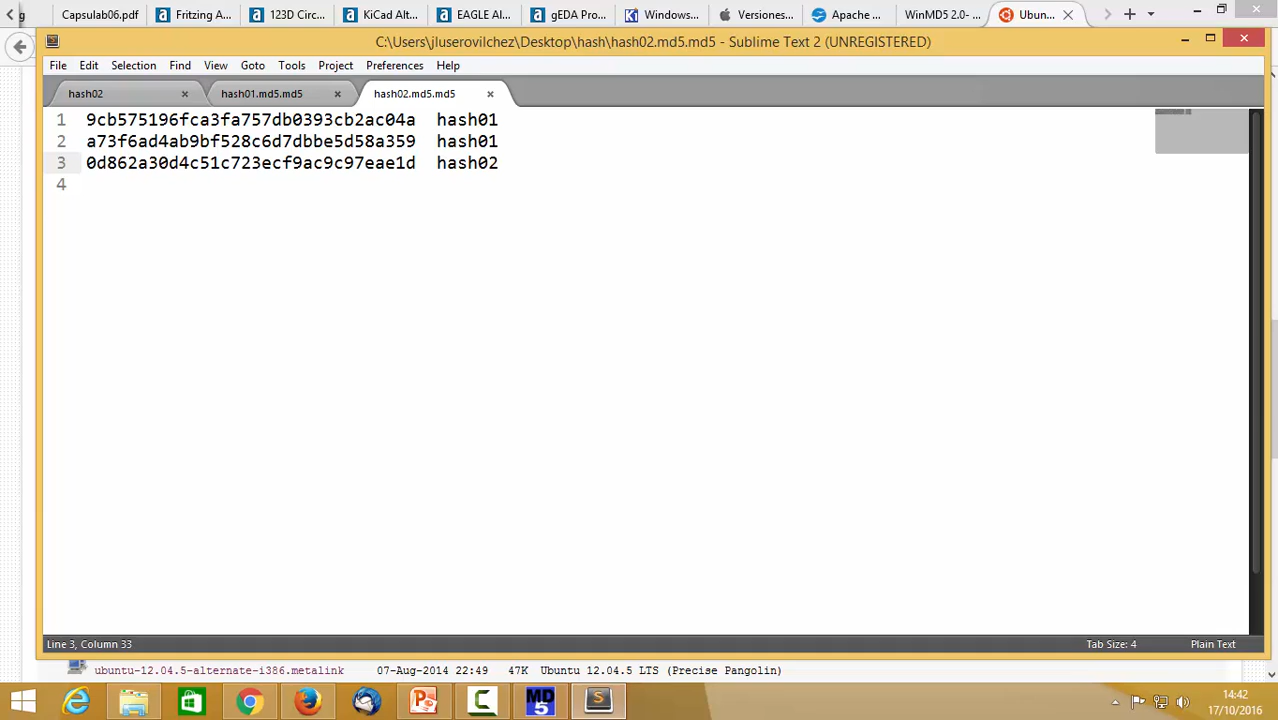 g Capsulab06.pdf Fritzing A... 123D Circ... KiCad Alt... EAGLE Al... gEDA Pro... Windows... Versiones... Apache ... WinMD5 2.0- ... Ubun...
C:\Users\jluserovilchez\Desktop\hash\hash02.md5.md5 - Sublime Text 2 (UNREGISTERED)
File Edit Selection Find View Goto Tools Project Preferences Help
hash02 hash01.md5.md5 hash02.md5.md5
1 9cb575196fca3fa757db0393cb2ac04a hash01
2 a73f6ad4ab9bf528c6d7dbbe5d58a359 hash01
3 0d862a30d4c51c723ecf9ac9c97eae1d hash02
4
Line 3, Column 33 Tab Size: 4 Plain Text
ubuntu-12.04.5-alternate-i386.metalink 07-Aug-2014 22:49 47K Ubuntu 12.04.5 LTS (Precise Pangolin)
MD5
14:42
17/10/2016